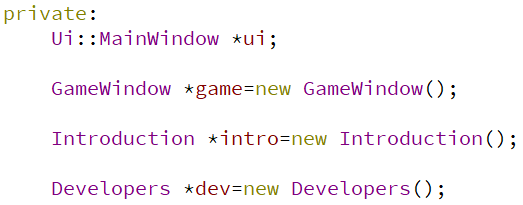 private:
Ui::MainWindow *ui;
GameWindow *game=new GameWindow();
Introduction *intro=new Introduction();
Developers *dev=new Developers();